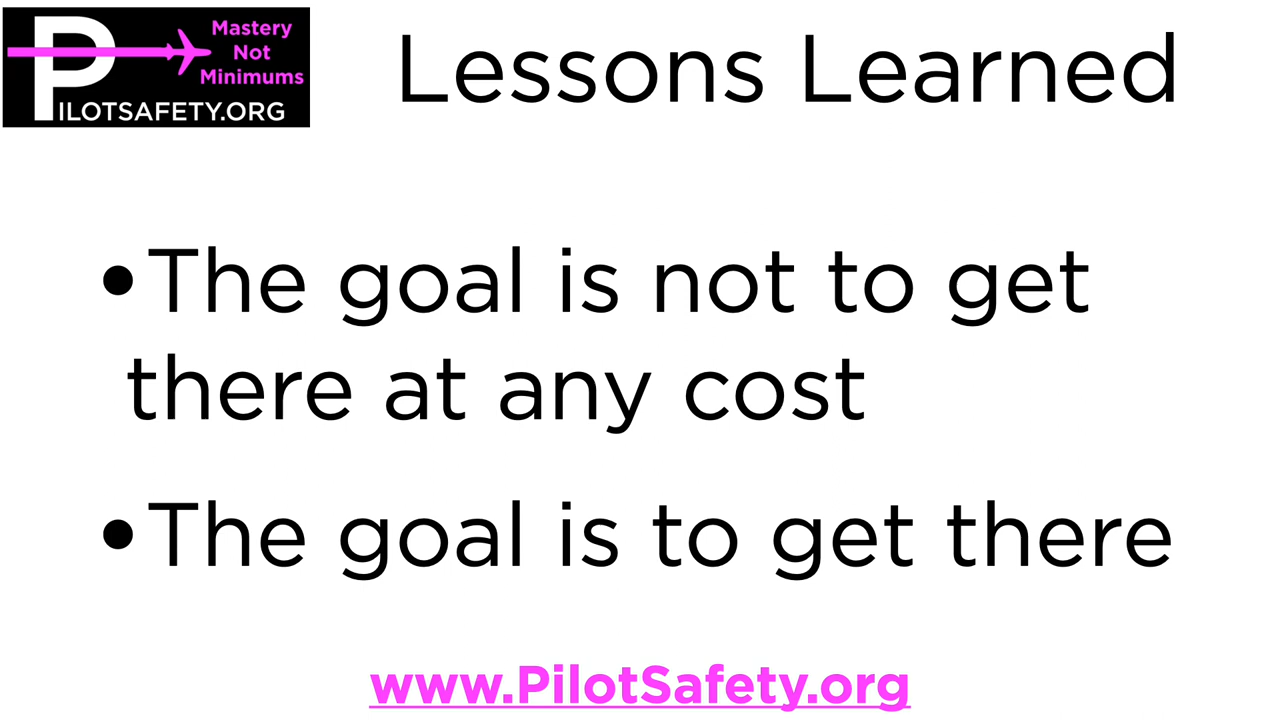 Mastery
Not
Minimums
PILOTSAFETY.ORG
Lessons Learned
•The goal is not to get
there at any cost
•The goal is to get there
www.PilotSafety.org